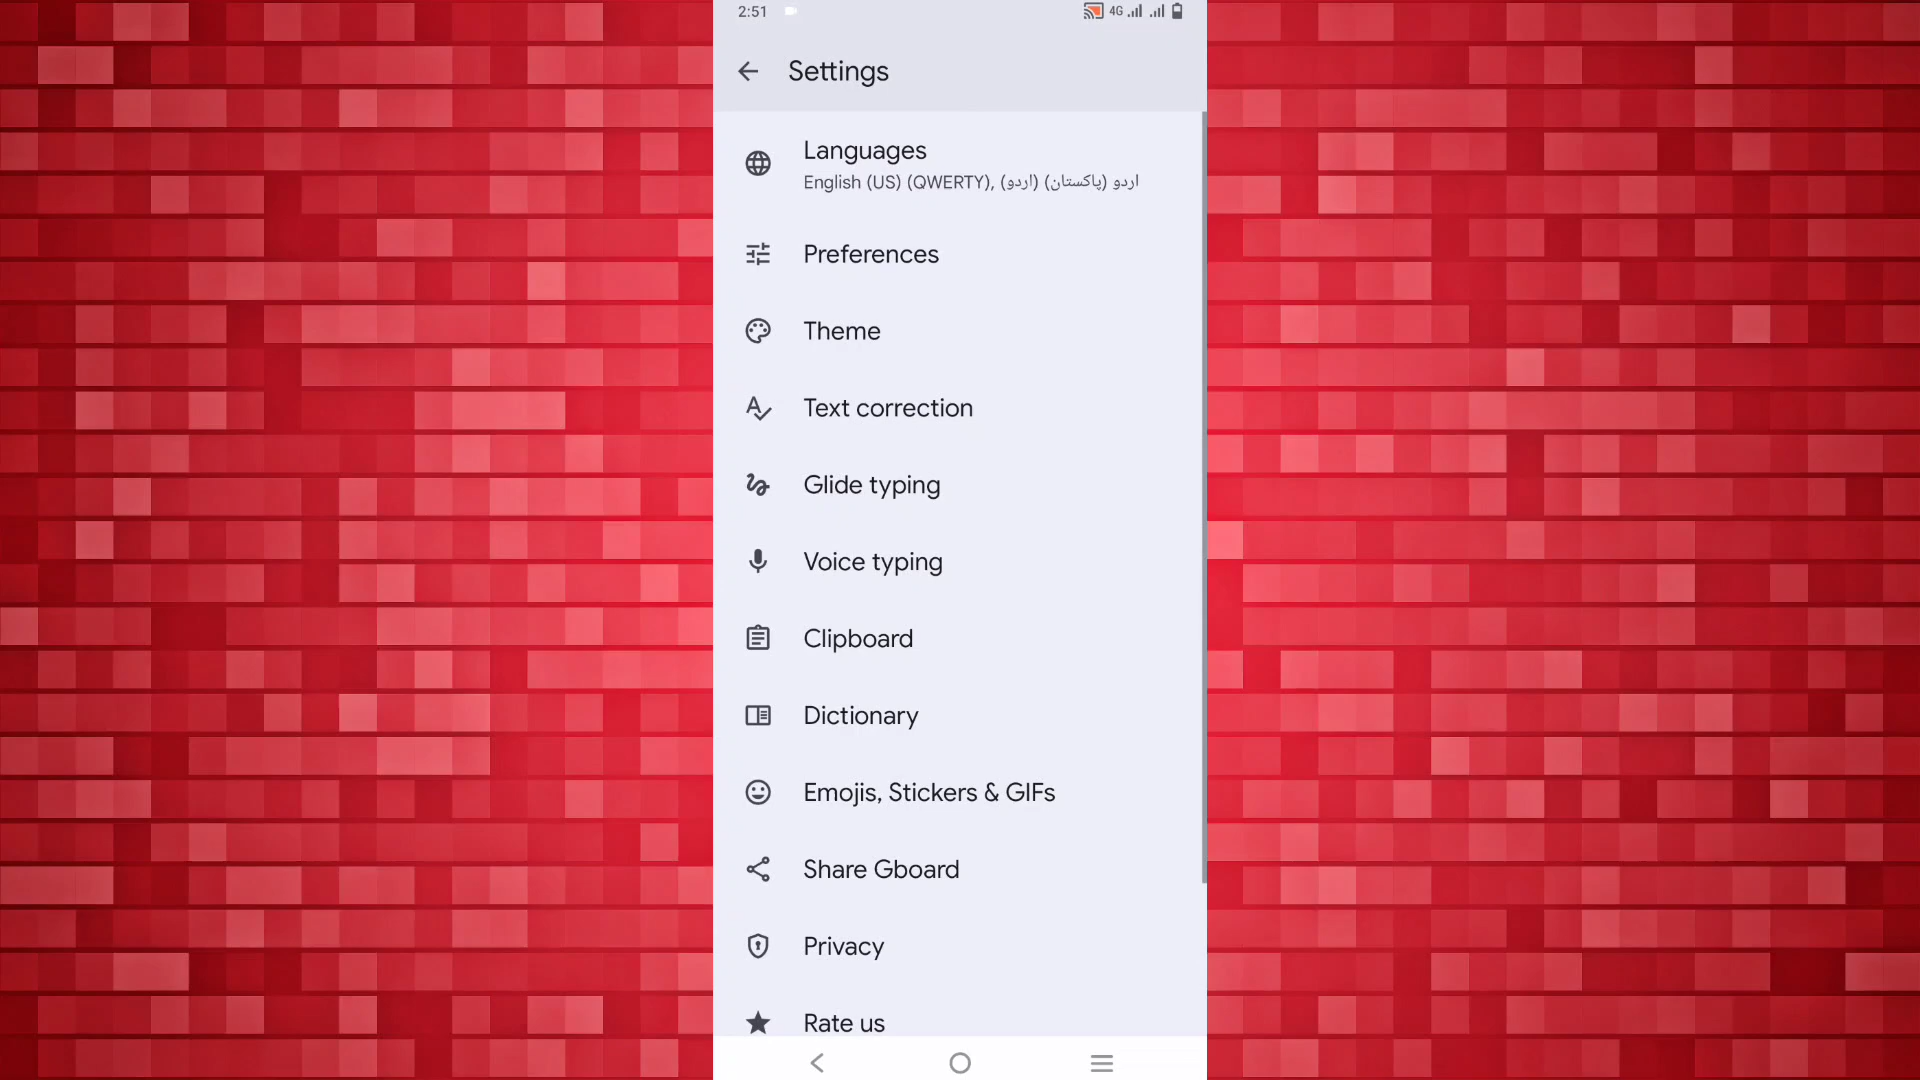 2:51
4G
Settings
Languages
English (US) (QWERTY), اردو (پاکستان) (اردو)
Preferences
Theme
Text correction
Glide typing
Voice typing
Clipboard
Dictionary
Emojis, Stickers & GIFs
Share Gboard
Privacy
Rate us